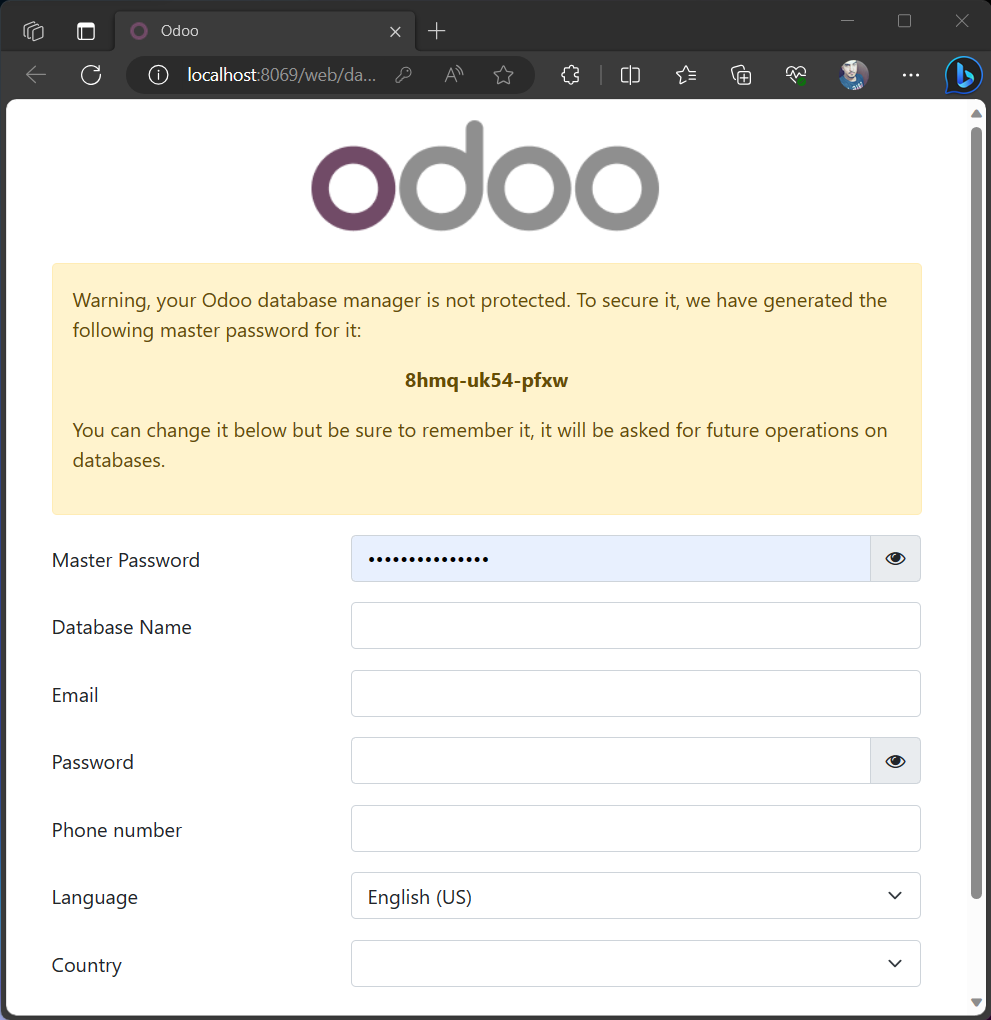 Odoo
localhost:8069/web/da...
odoo
Warning, your Odoo database manager is not protected. To secure it, we have generated the
following master password for it:
8hmq-uk54-pfxw
You can change it below but be sure to remember it, it will be asked for future operations on
databases.
Master Password •••••••••••••••
Database Name
Email
Password
Phone number
Language English (US)
Country